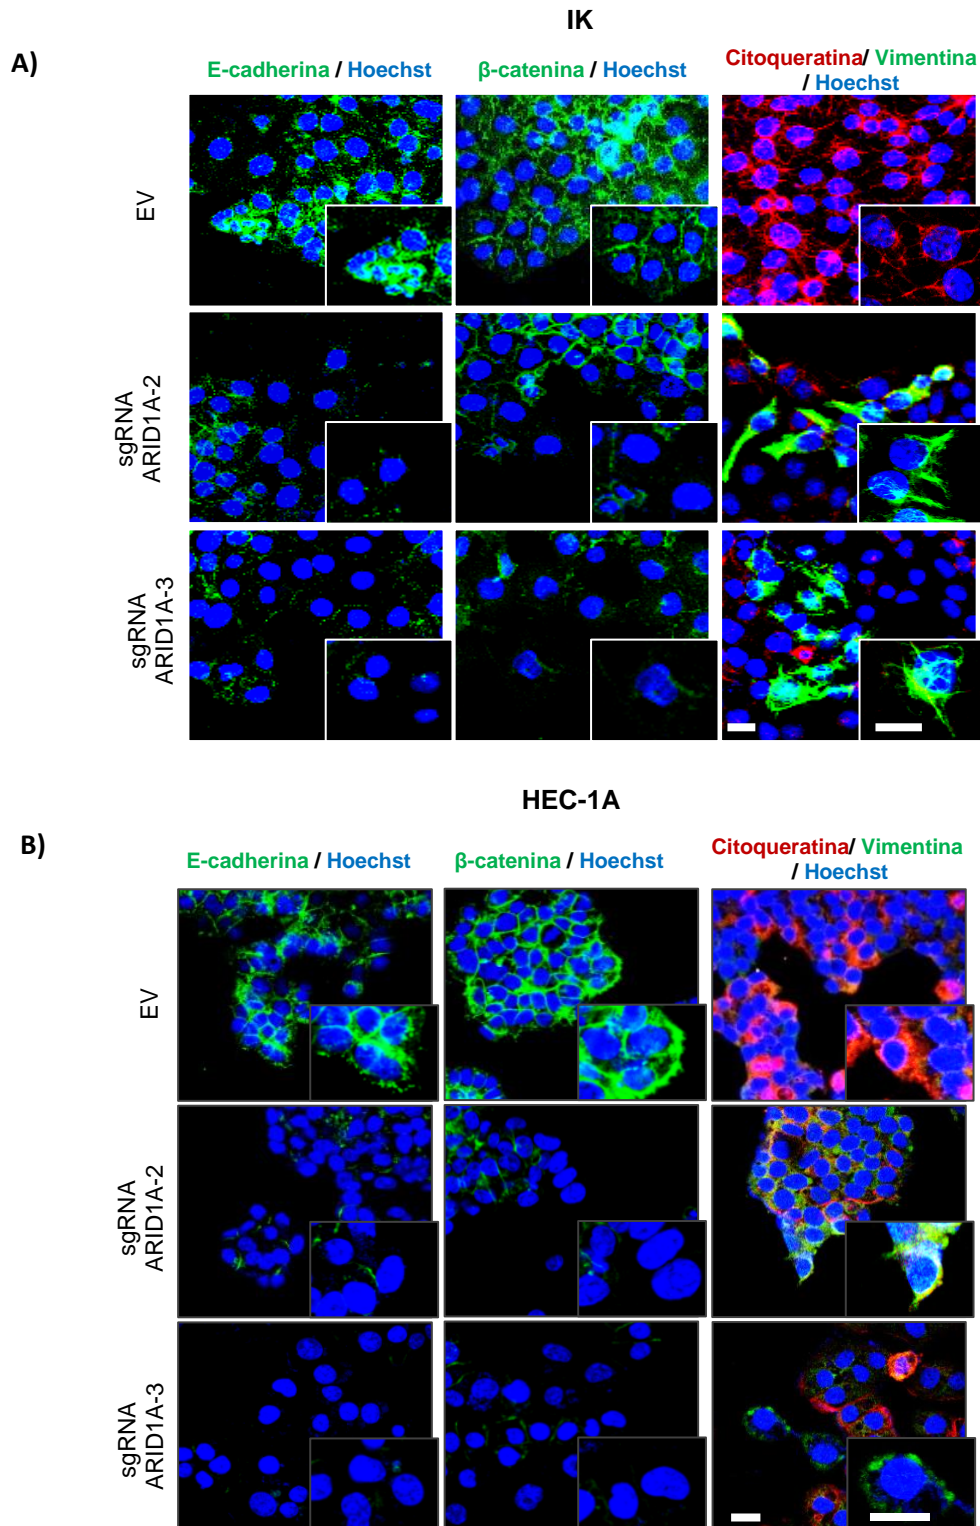 IK
A)
E-cadherina / Hoechst
β-catenina / Hoechst
Citoqueratina/ Vimentina
/ Hoechst
EV
sgRNA
ARID1A-2
sgRNA
ARID1A-3
HEC-1A
B)
E-cadherina / Hoechst
β-catenina / Hoechst
Citoqueratina/ Vimentina
/ Hoechst
EV
sgRNA
ARID1A-2
sgRNA
ARID1A-3